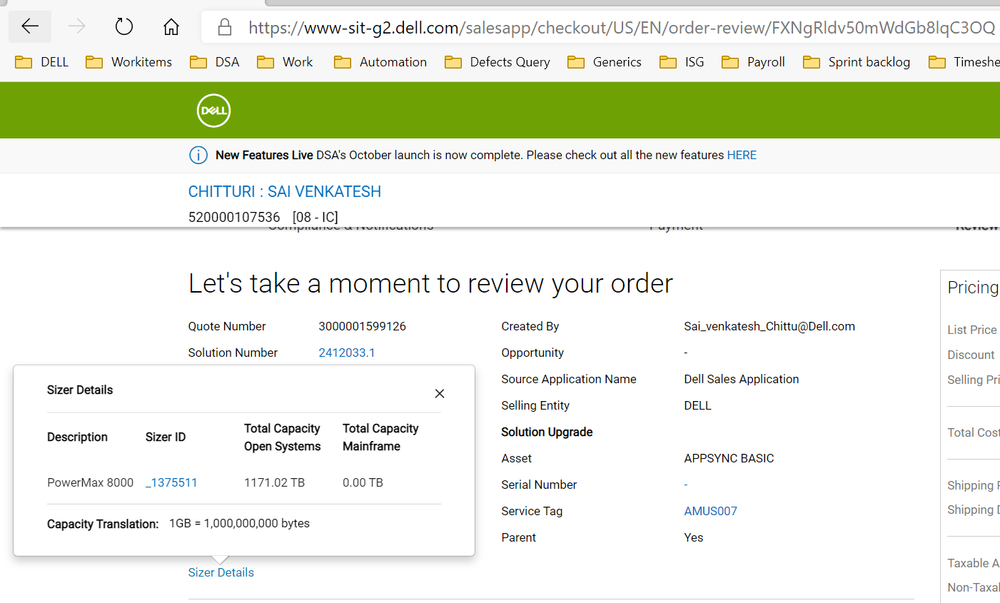 https://www-sit-g2.dell.com/salesapp/checkout/US/EN/order-review/FXNgRldv50mWdGb8lqC3OQ
DELL Workitems DSA Work Automation Defects Query Generics ISG Payroll Sprint backlog Timeshe
DELL
New Features Live DSA's October launch is now complete. Please check out all the new features HERE
CHITTURI : SAI VENKATESH
520000107536 [08 - IC]
Compliance & Notifications Payment Review
Let's take a moment to review your order
Quote Number 3000001599126
Solution Number 2412033.1
Sizer Details
Description Sizer ID Total Capacity Open Systems Total Capacity Mainframe
PowerMax 8000 _1375511 1171.02 TB 0.00 TB
Capacity Translation: 1GB = 1,000,000,000 bytes
Sizer Details
Created By Sai_venkatesh_Chittu@Dell.com
Opportunity -
Source Application Name Dell Sales Application
Selling Entity DELL
Solution Upgrade
Asset APPSYNC BASIC
Serial Number -
Service Tag AMUS007
Parent Yes
Pricing
List Price
Discount
Selling Pri
Total Cost
Shipping P
Shipping D
Taxable A
Non-Taxal